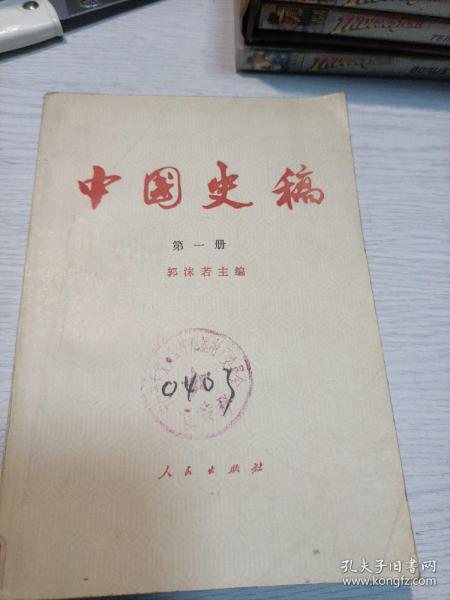 中国史稿
第一册
郭沫若主编
0403
人民出版社
孔夫子旧书网
www.kongfz.com